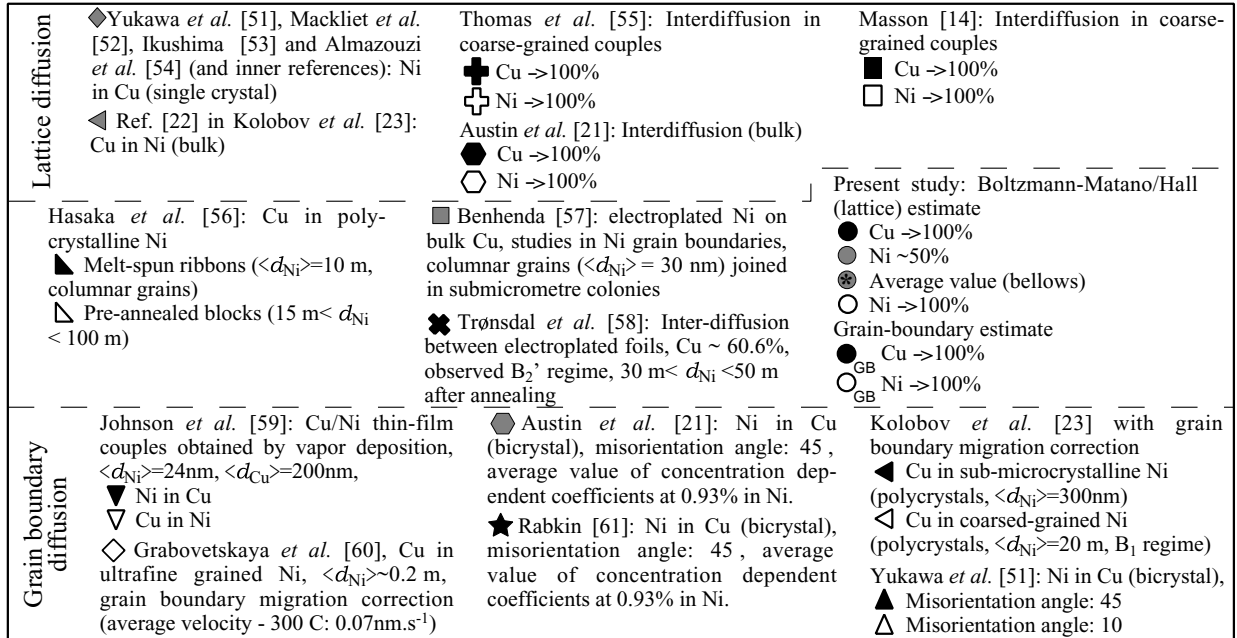 Lattice diffusion
Yukawa et al. [51], Mackliet et al.
[52], Ikushima [53] and Almazouzi
et al. [54] (and inner references): Ni
in Cu (single crystal)
Ref. [22] in Kolobov et al. [23]:
Cu in Ni (bulk)
Thomas et al. [55]: Interdiffusion in
coarse-grained couples
Cu ->100%
Ni ->100%
Austin et al. [21]: Interdiffusion (bulk)
Cu ->100%
Ni ->100%
Masson [14]: Interdiffusion in coarse-
grained couples
Cu ->100%
Ni ->100%
Hasaka et al. [56]: Cu in poly-
crystalline Ni
Melt-spun ribbons (<dNi>=10 m,
columnar grains)
Pre-annealed blocks (15 m< dNi
< 100 m)
Benhenda [57]: electroplated Ni on
bulk Cu, studies in Ni grain boundaries,
columnar grains (<dNi> = 30 nm) joined
in submicrometre colonies
Trønsdal et al. [58]: Inter-diffusion
between electroplated foils, Cu ~ 60.6%,
observed B2’ regime, 30 m< dNi <50 m
after annealing
Present study: Boltzmann-Matano/Hall
(lattice) estimate
Cu ->100%
Ni ~50%
* Average value (bellows)
Ni ->100%
Grain-boundary estimate
GB Cu ->100%
GB Ni ->100%
Grain boundary
diffusion
Johnson et al. [59]: Cu/Ni thin-film
couples obtained by vapor deposition,
<dNi>=24nm, <dCu>=200nm,
Ni in Cu
Cu in Ni
Grabovetskaya et al. [60], Cu in
ultrafine grained Ni, <dNi>~0.2 m,
grain boundary migration correction
(average velocity - 300 C: 0.07nm.s-1)
Austin et al. [21]: Ni in Cu
(bicrystal), misorientation angle: 45 ,
average value of concentration dep-
endent coefficients at 0.93% in Ni.
Rabkin [61]: Ni in Cu (bicrystal),
misorientation angle: 45 , average
value of concentration dependent
coefficients at 0.93% in Ni.
Kolobov et al. [23] with grain
boundary migration correction
Cu in sub-microcrystalline Ni
(polycrystals, <dNi>=300nm)
Cu in coarsed-grained Ni
(polycrystals, <dNi>=20 m, B1 regime)
Yukawa et al. [51]: Ni in Cu (bicrystal),
Misorientation angle: 45
Misorientation angle: 10